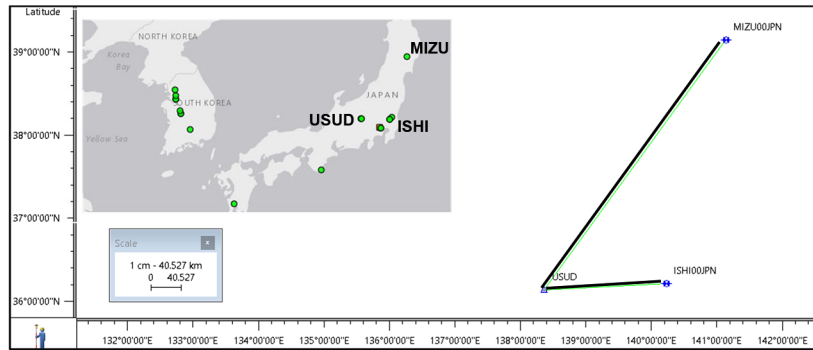 Latitude
39°00'00"N
38°00'00"N
37°00'00"N
36°00'00"N
NORTH KOREA
Korea
Bay
SOUTH KOREA
Yellow Sea
JAPAN
MIZU
USUD
ISHI
Scale
x
1 cm - 40.527 km
0 40.527
MIZU00JPN
USUD
ISHI00JPN
132°00'00"E 133°00'00"E 134°00'00"E 135°00'00"E 136°00'00"E 137°00'00"E 138°00'00"E 139°00'00"E 140°00'00"E 141°00'00"E 142°00'00"E